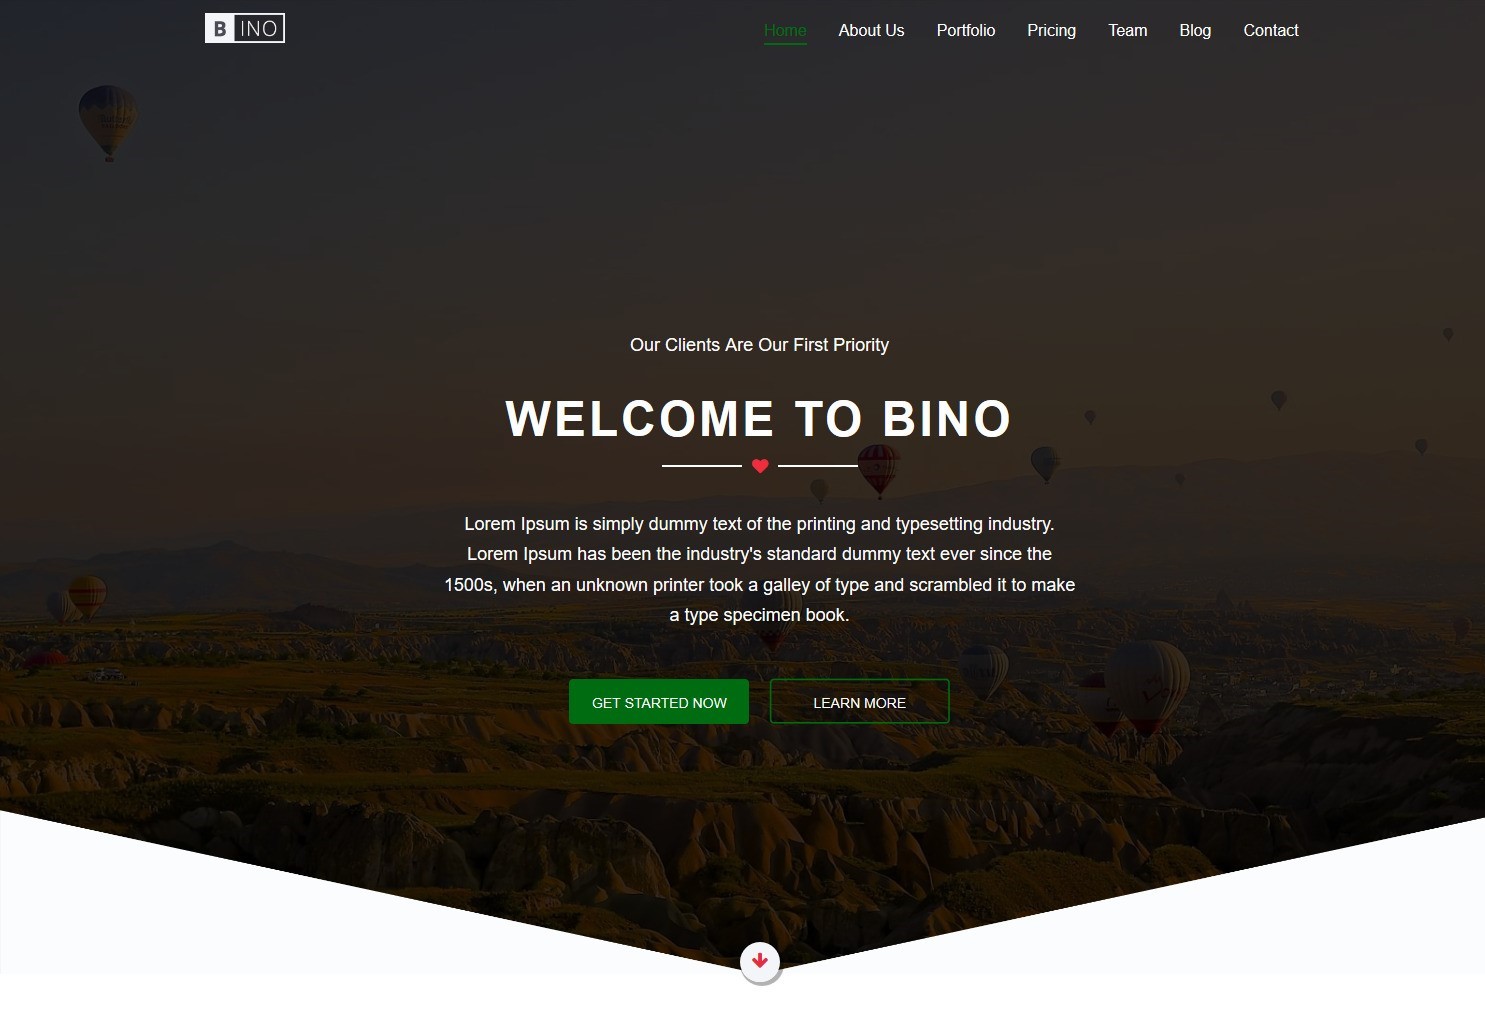 BINO
Home About Us Portfolio Pricing Team Blog Contact
Our Clients Are Our First Priority
WELCOME TO BINO
Lorem Ipsum is simply dummy text of the printing and typesetting industry.
Lorem Ipsum has been the industry's standard dummy text ever since the
1500s, when an unknown printer took a galley of type and scrambled it to make
a type specimen book.
GET STARTED NOW LEARN MORE